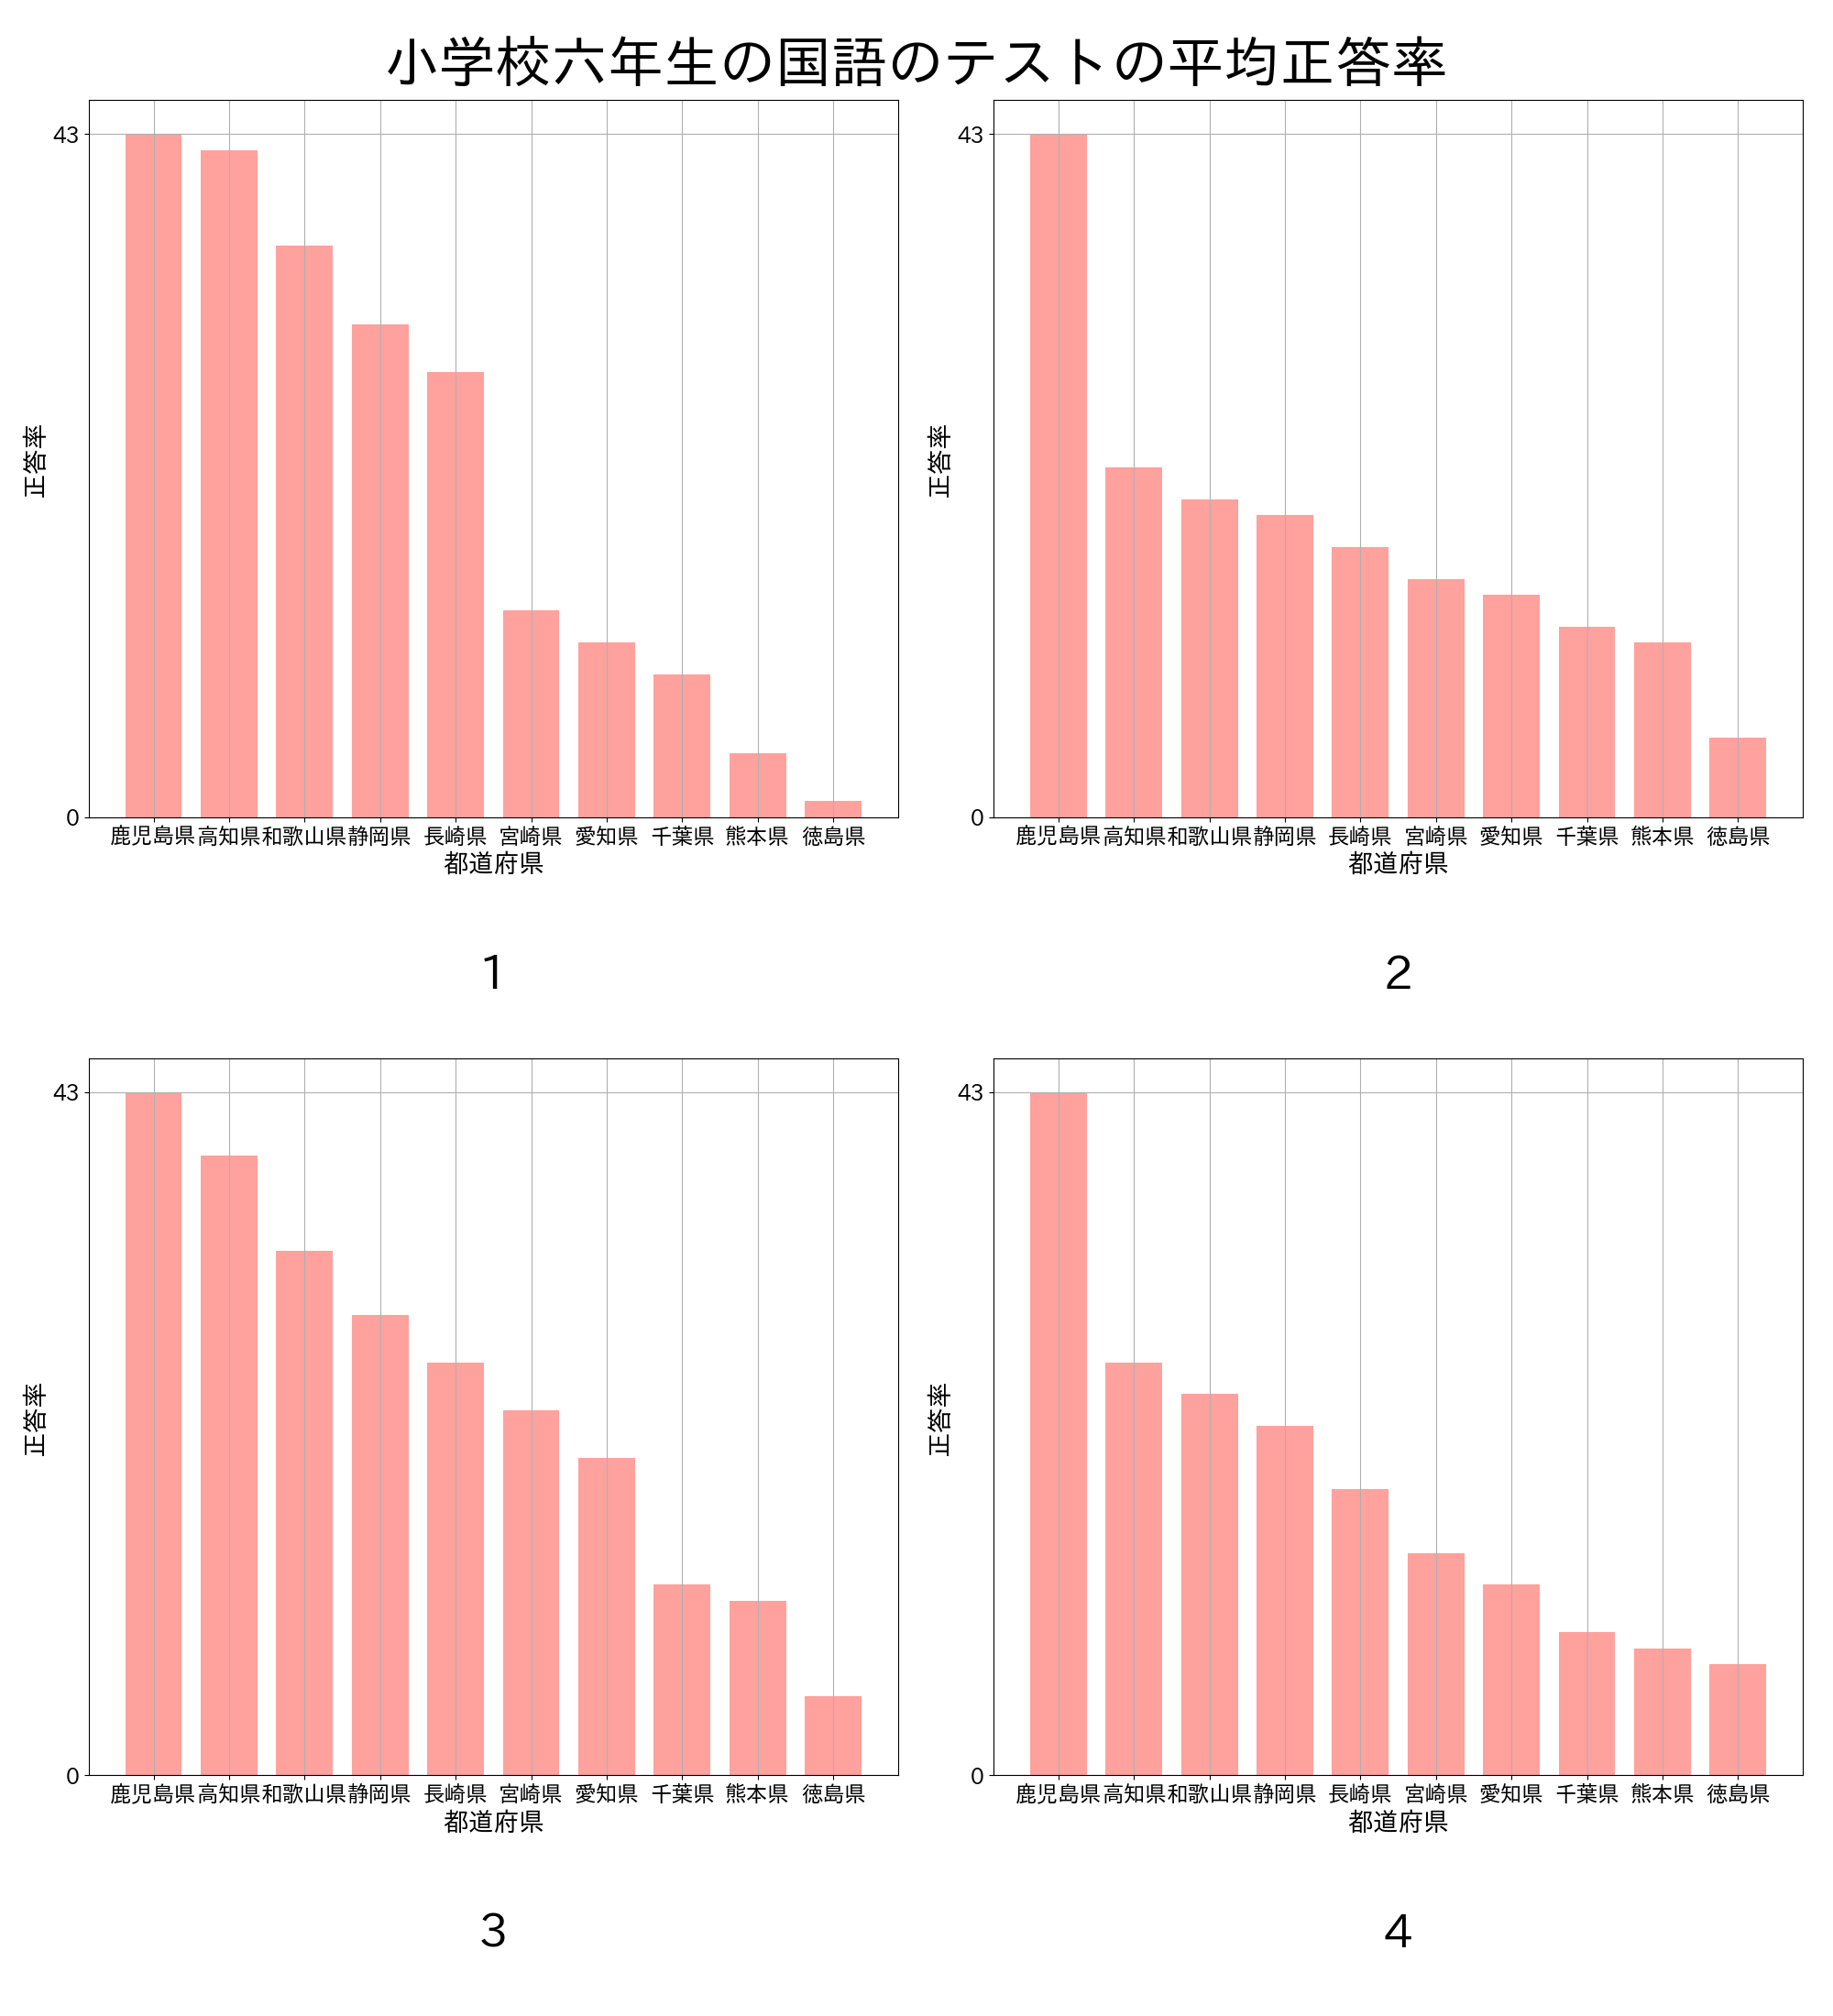 小学校六年生の国語のテストの平均正答率
43
0
正答率
鹿児島県 高知県 和歌山県 静岡県 長崎県 宮崎県 愛知県 千葉県 熊本県 徳島県
都道府県
1
43
0
正答率
鹿児島県 高知県 和歌山県 静岡県 長崎県 宮崎県 愛知県 千葉県 熊本県 徳島県
都道府県
2
43
0
正答率
鹿児島県 高知県 和歌山県 静岡県 長崎県 宮崎県 愛知県 千葉県 熊本県 徳島県
都道府県
3
43
0
正答率
鹿児島県 高知県 和歌山県 静岡県 長崎県 宮崎県 愛知県 千葉県 熊本県 徳島県
都道府県
4